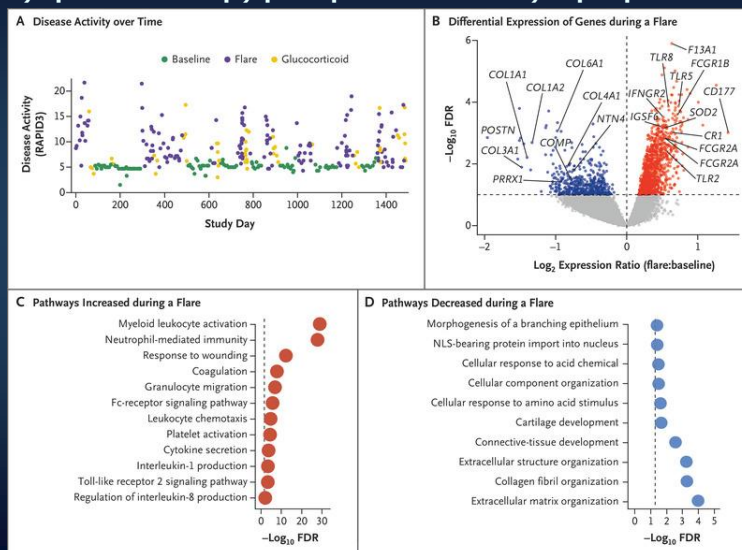 A Disease Activity over Time
Baseline Flare Glucocorticoid
Disease Activity
(RAPID3)
20
15
10
5
0
0 200 400 600 800 1000 1200 1400
Study Day
B Differential Expression of Genes during a Flare
−Log10 FDR
6
4
2
0
F13A1
TLR8
FCGR1B
COL6A1
TLR5
COL1A1
CD177
COL1A2
IFNGR2
COL4A1
SOD2
IGSF6
NTN4
POSTN
COMP
CR1
COL3A1
FCGR2A
FCGR2A
PRRX1
TLR2
−2 −1 0 1
Log2 Expression Ratio (flare:baseline)
C Pathways Increased during a Flare
Myeloid leukocyte activation
Neutrophil-mediated immunity
Response to wounding
Coagulation
Granulocyte migration
Fc-receptor signaling pathway
Leukocyte chemotaxis
Platelet activation
Cytokine secretion
Interleukin-1 production
Toll-like receptor 2 signaling pathway
Regulation of interleukin-8 production
0 10 20 30
−Log10 FDR
D Pathways Decreased during a Flare
Morphogenesis of a branching epithelium
NLS-bearing protein import into nucleus
Cellular response to acid chemical
Cellular component organization
Cellular response to amino acid stimulus
Cartilage development
Connective-tissue development
Extracellular structure organization
Collagen fibril organization
Extracellular matrix organization
0 1 2 3 4 5
−Log10 FDR